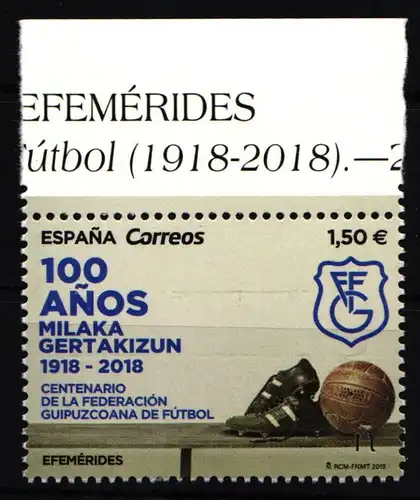 EFEMÉRIDES
Fútbol (1918-2018).—2
ESPAÑA Correos 1,50 €
100
AÑOS
MILAKA
GERTAKIZUN
1918 - 2018
CENTENARIO
DE LA FEDERACIÓN
GUIPUZCOANA DE FÚTBOL
FFG
EFEMÉRIDES
RCM-FNMT 2018